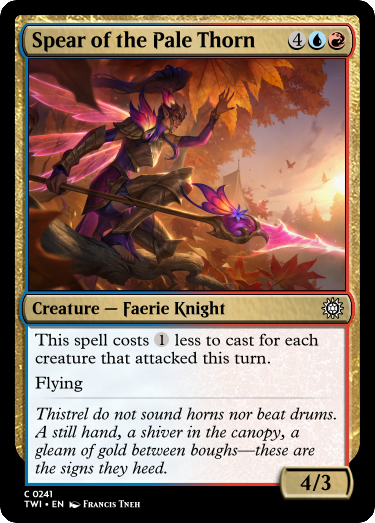 Spear of the Pale Thorn 4
Creature — Faerie Knight
This spell costs 1 less to cast for each
creature that attacked this turn.
Flying
Thistrel do not sound horns nor beat drums.
A still hand, a shiver in the canopy, a
gleam of gold between boughs—these are
the signs they heed.
4/3
C 0241
TWI • EN Francis Tneh